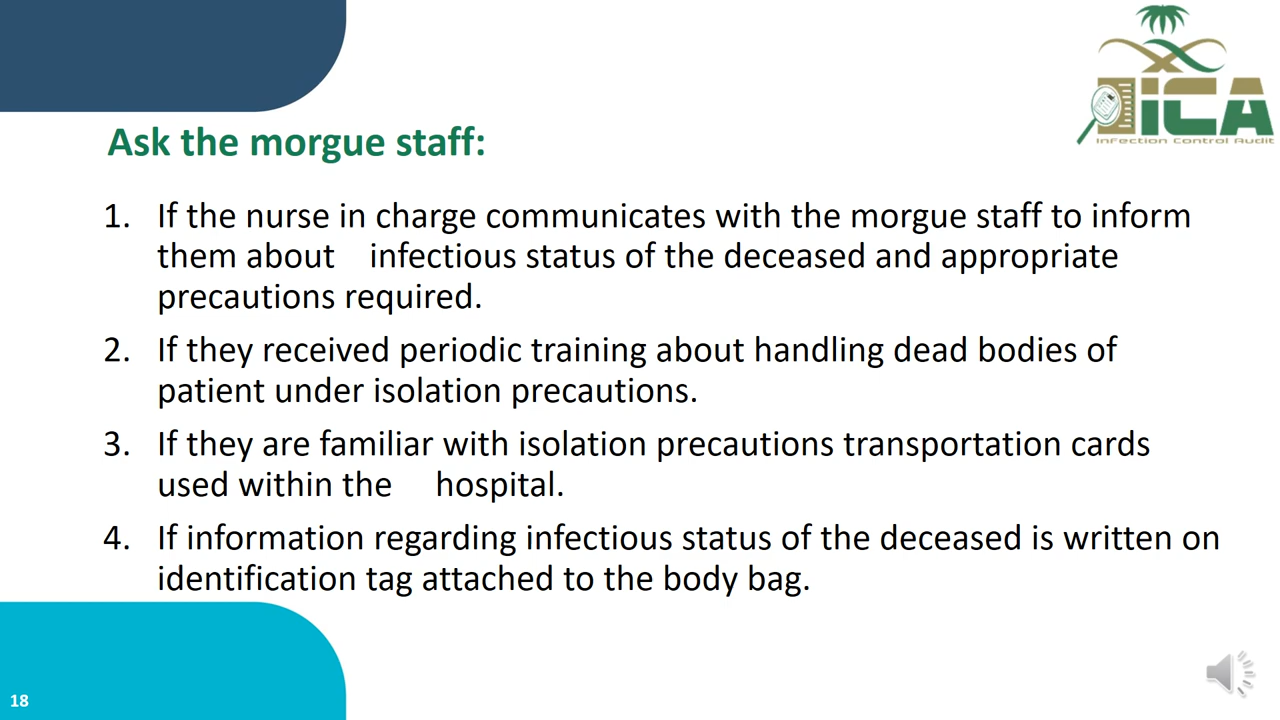 iCA
Infection Control Audit
Ask the morgue staff:
1. If the nurse in charge communicates with the morgue staff to inform
them about    infectious status of the deceased and appropriate
precautions required.
2. If they received periodic training about handling dead bodies of
patient under isolation precautions.
3. If they are familiar with isolation precautions transportation cards
used within the     hospital.
4. If information regarding infectious status of the deceased is written on
identification tag attached to the body bag.
18